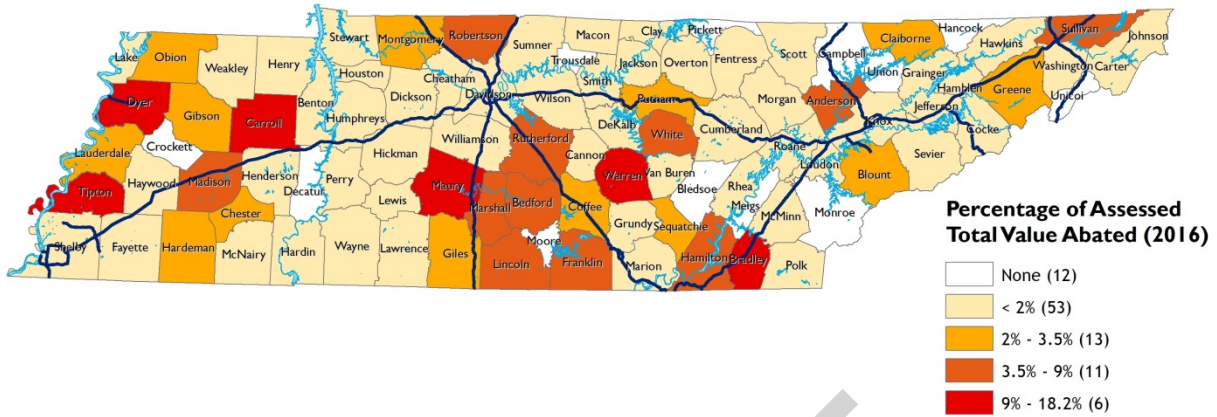 Lake
Obion
Weakley
Henry
Stewart
Montgomery
Robertson
Sumner
Macon
Clay
Pickett
Scott
Campbell
Claiborne
Hancock
Hawkins
Sullivan
Johnson
Trousdale
Jackson
Overton
Fentress
Union
Grainger
Washington
Carter
Houston
Cheatham
Smith
Hamblen
Greene
Unicoi
Dyer
Gibson
Carroll
Benton
Humphreys
Dickson
Davidson
Wilson
Putnam
Morgan
Anderson
Jefferson
Knox
Cocke
Lauderdale
Crockett
Williamson
Rutherford
DeKalb
White
Cumberland
Roane
Loudon
Sevier
Blount
Tipton
Haywood
Madison
Henderson
Decatur
Perry
Hickman
Maury
Cannon
Warren
Van Buren
Bledsoe
Rhea
Meigs
Monroe
Lewis
Marshall
Bedford
Coffee
McMinn
Shelby
Fayette
Hardeman
Chester
McNairy
Hardin
Wayne
Lawrence
Giles
Lincoln
Moore
Franklin
Grundy
Sequatchie
Marion
Hamilton
Bradley
Polk
Percentage of Assessed
Total Value Abated (2016)
None (12)
< 2% (53)
2% - 3.5% (13)
3.5% - 9% (11)
9% - 18.2% (6)